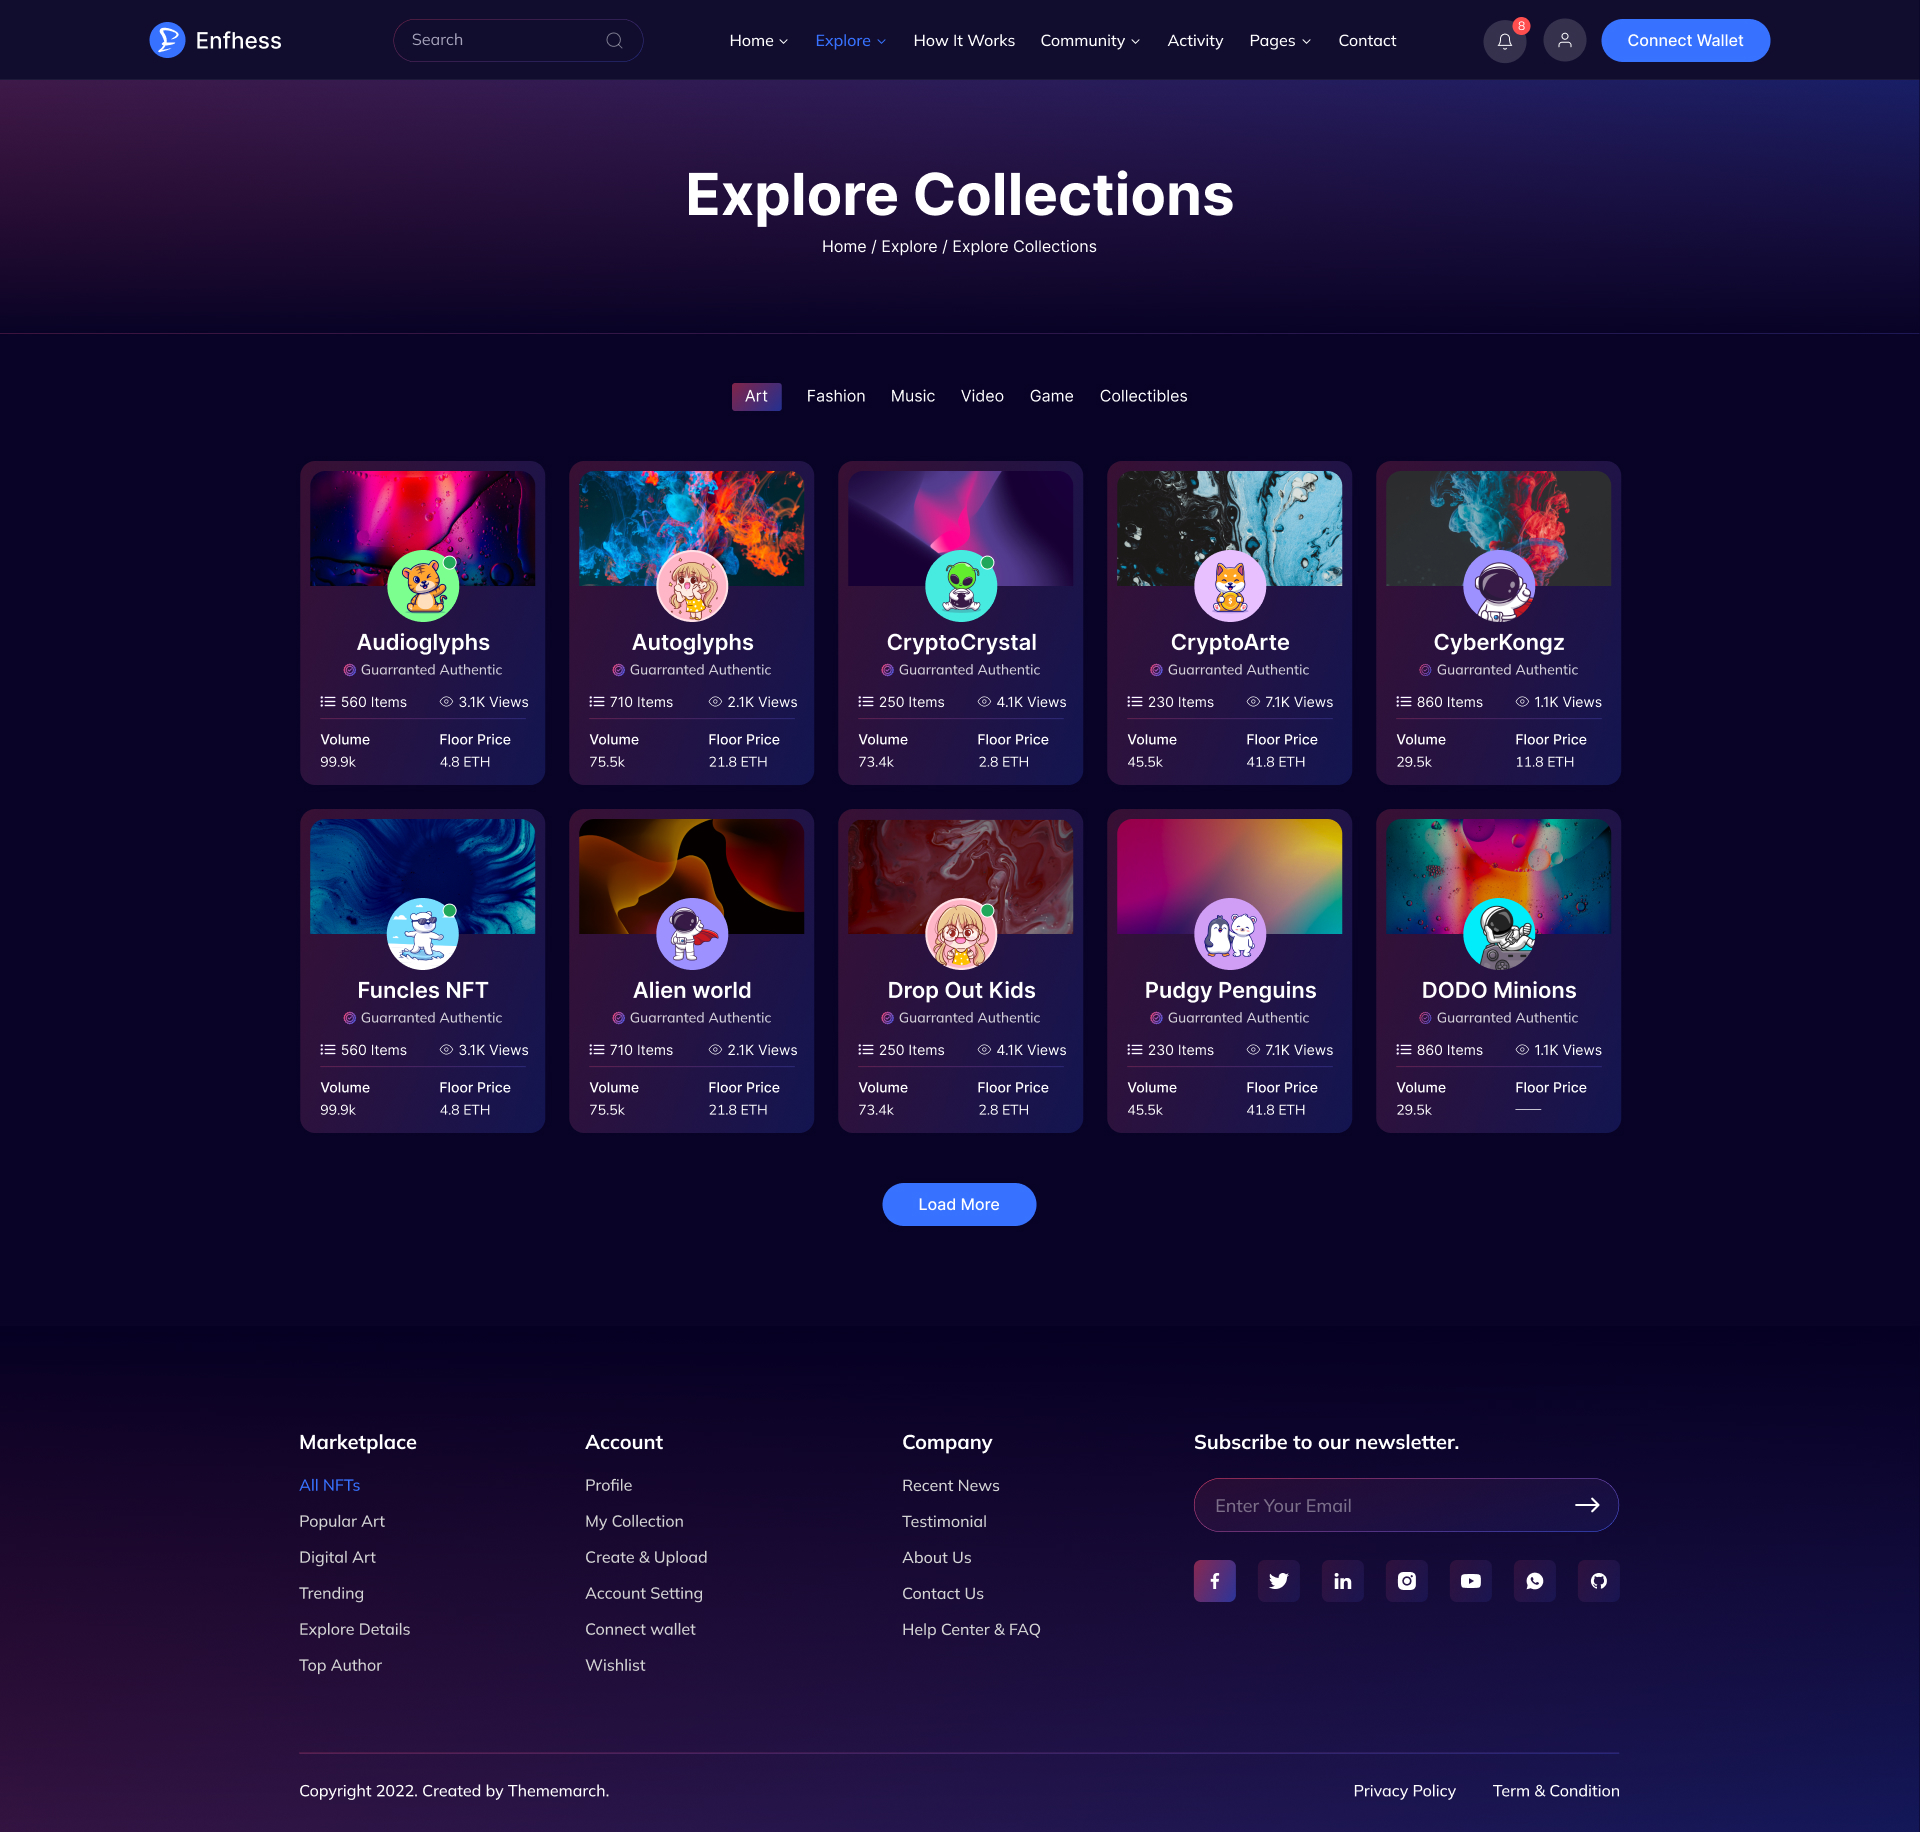 Enfhess
Search
Home
Explore
How It Works
Community
Activity
Pages
Contact
8
Connect Wallet
Explore Collections
Home / Explore / Explore Collections
Art
Fashion
Music
Video
Game
Collectibles
Audioglyphs
Guarranted Authentic
560 Items
3.1K Views
Volume
Floor Price
99.9k
4.8 ETH
Autoglyphs
Guarranted Authentic
710 Items
2.1K Views
Volume
Floor Price
75.5k
21.8 ETH
CryptoCrystal
Guarranted Authentic
250 Items
4.1K Views
Volume
Floor Price
73.4k
2.8 ETH
CryptoArte
Guarranted Authentic
230 Items
7.1K Views
Volume
Floor Price
45.5k
41.8 ETH
CyberKongz
Guarranted Authentic
860 Items
1.1K Views
Volume
Floor Price
29.5k
11.8 ETH
Funcles NFT
Guarranted Authentic
560 Items
3.1K Views
Volume
Floor Price
99.9k
4.8 ETH
Alien world
Guarranted Authentic
710 Items
2.1K Views
Volume
Floor Price
75.5k
21.8 ETH
Drop Out Kids
Guarranted Authentic
250 Items
4.1K Views
Volume
Floor Price
73.4k
2.8 ETH
Pudgy Penguins
Guarranted Authentic
230 Items
7.1K Views
Volume
Floor Price
45.5k
41.8 ETH
DODO Minions
Guarranted Authentic
860 Items
1.1K Views
Volume
Floor Price
29.5k
Load More
Marketplace
All NFTs
Popular Art
Digital Art
Trending
Explore Details
Top Author
Account
Profile
My Collection
Create & Upload
Account Setting
Connect wallet
Wishlist
Company
Recent News
Testimonial
About Us
Contact Us
Help Center & FAQ
Subscribe to our newsletter.
Enter Your Email
Copyright 2022. Created by Thememarch.
Privacy Policy
Term & Condition